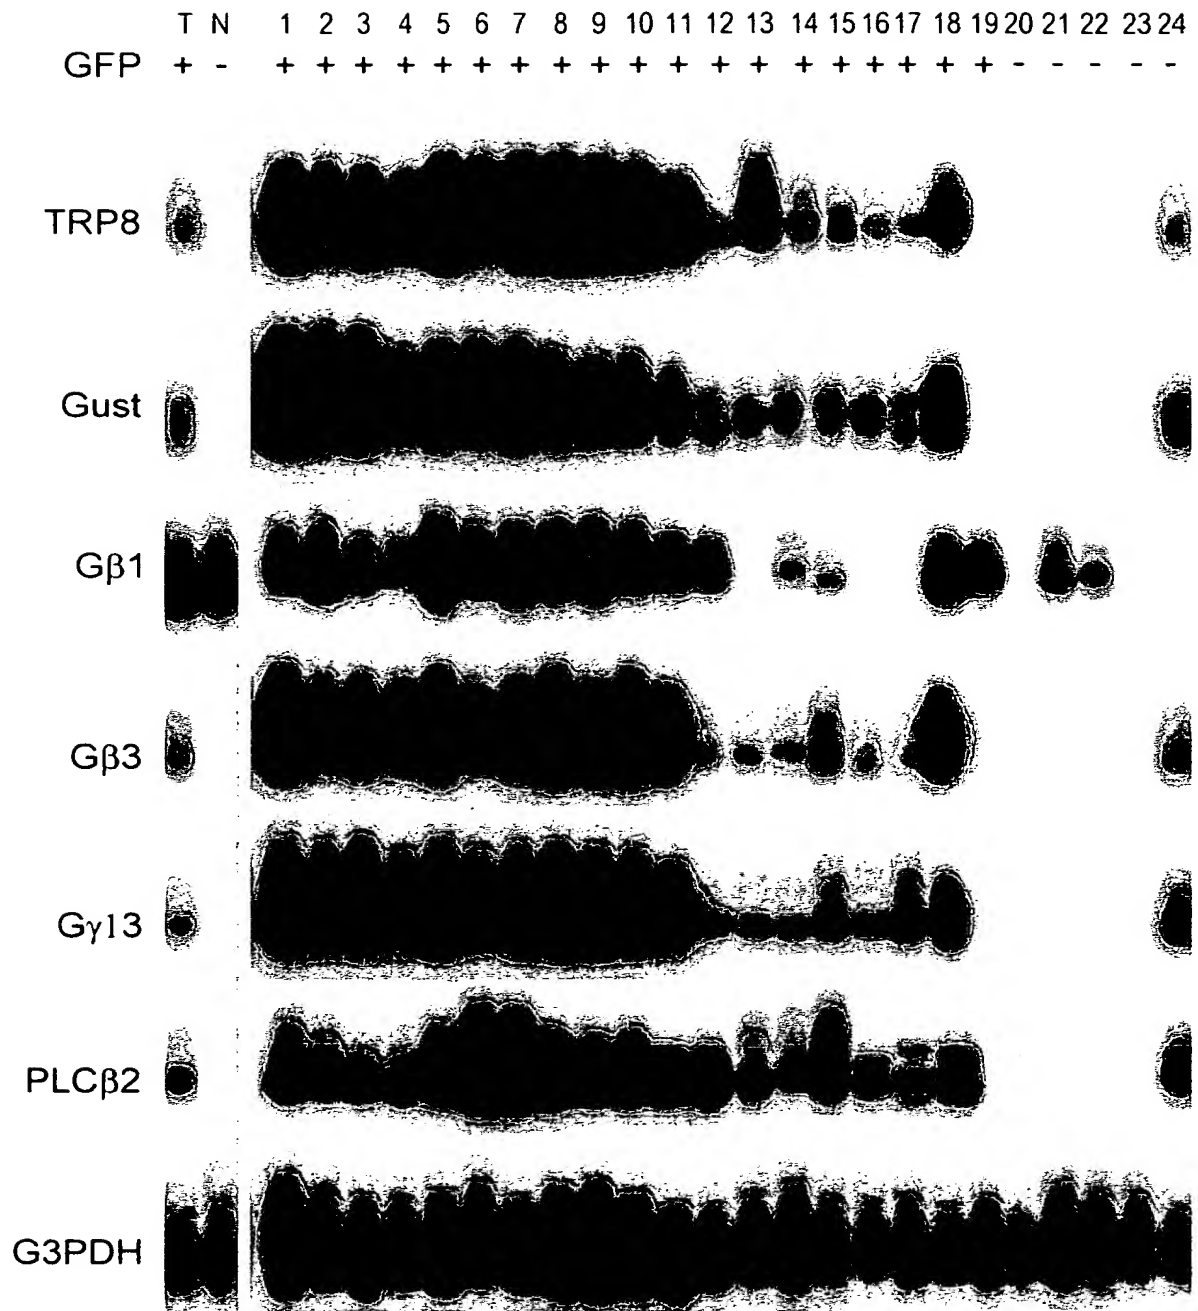 T N 1 2 3 4 5 6 7 8 9 10 11 12 13 14 15 16 17 18 19 20 21 22 23 24
GFP + - + + + + + + + + + + + + + + + + + + + - - - - -
TRP8
Gust
Gβ1
Gβ3
Gγ13
PLCβ2
G3PDH